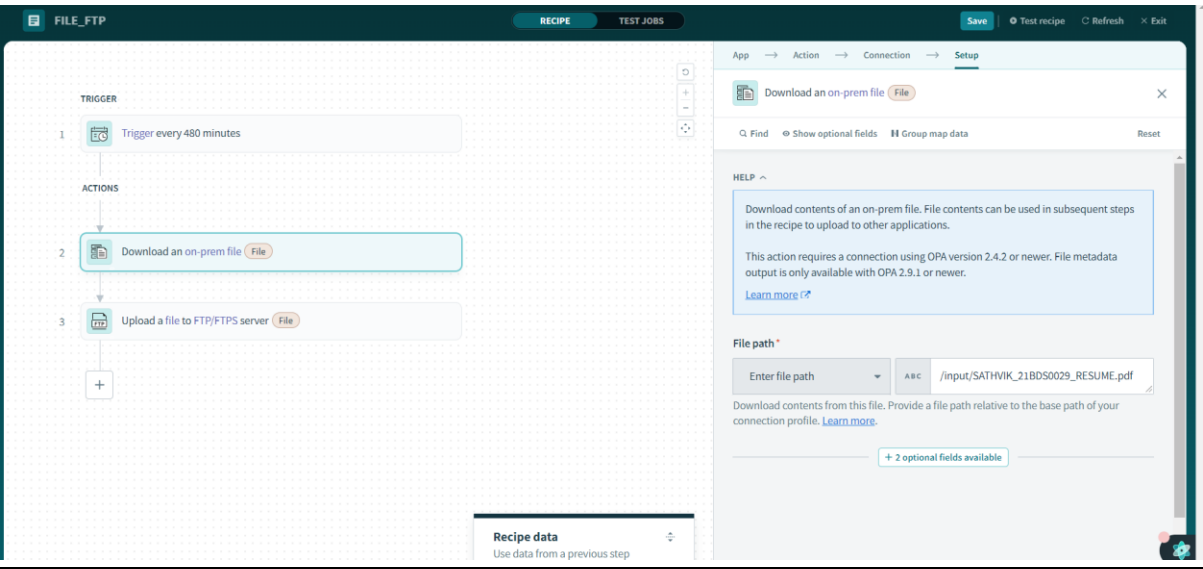 FILE_FTP
RECIPE
TEST JOBS
Save
Test recipe
Refresh
Exit
TRIGGER
1
Trigger every 480 minutes
ACTIONS
2
Download an on-prem file File
3
FTP
Upload a file to FTP/FTPS server File
Recipe data
Use data from a previous step
App
Action
Connection
Setup
Download an on-prem file File
Find
Show optional fields
Group map data
Reset
HELP
Download contents of an on-prem file. File contents can be used in subsequent steps
in the recipe to upload to other applications.
This action requires a connection using OPA version 2.4.2 or newer. File metadata
output is only available with OPA 2.9.1 or newer.
Learn more
File path*
Enter file path
ABC
/input/SATHVIK_21BDS0029_RESUME.pdf
Download contents from this file. Provide a file path relative to the base path of your
connection profile. Learn more.
+ 2 optional fields available